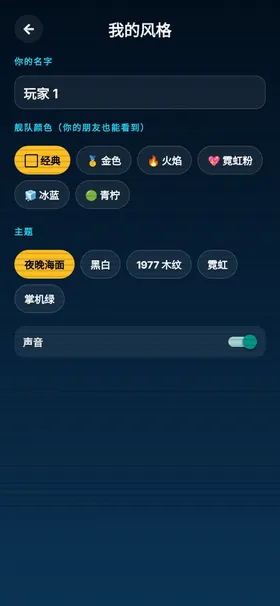 我的风格
你的名字
玩家 1
舰队颜色（你的朋友也能看到）
经典 🥇 金色 🔥 火焰 💖 霓虹粉
🧊 冰蓝 🟢 青柠
主题
夜晚海面 黑白 1977 木纹 霓虹
掌机绿
声音